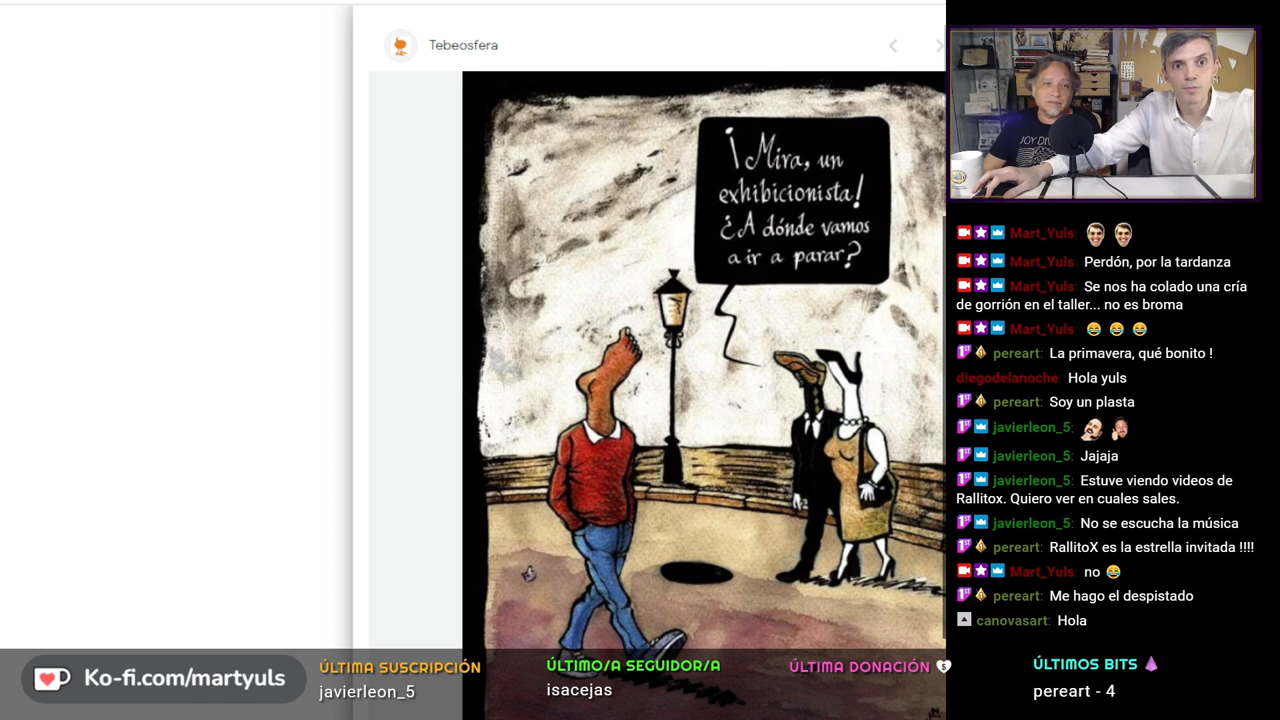 Tebeosfera
¡Mira, un
exhibicionista!
¿A dónde vamos
a ir a parar?
JOY DIV
Mart_Yuls:
Mart_Yuls: Perdón, por la tardanza
Mart_Yuls: Se nos ha colado una cría
de gorrión en el taller... no es broma
Mart_Yuls: 😂 😂 😂
pereart: La primavera, qué bonito !
diegodelanoche: Hola yuls
pereart: Soy un plasta
javierleon_5:
javierleon_5: Jajaja
javierleon_5: Estuve viendo videos de
Rallitox. Quiero ver en cuales sales.
javierleon_5: No se escucha la música
pereart: RallitoX es la estrella invitada !!!!
Mart_Yuls: no 😂
pereart: Me hago el despistado
canovasart: Hola
Ko-fi.com/martyuls
ÚLTIMA SUSCRIPCIÓN
javierleon_5
ÚLTIMO/A SEGUIDOR/A
isacejas
ÚLTIMA DONACIÓN
ÚLTIMOS BITS
pereart - 4